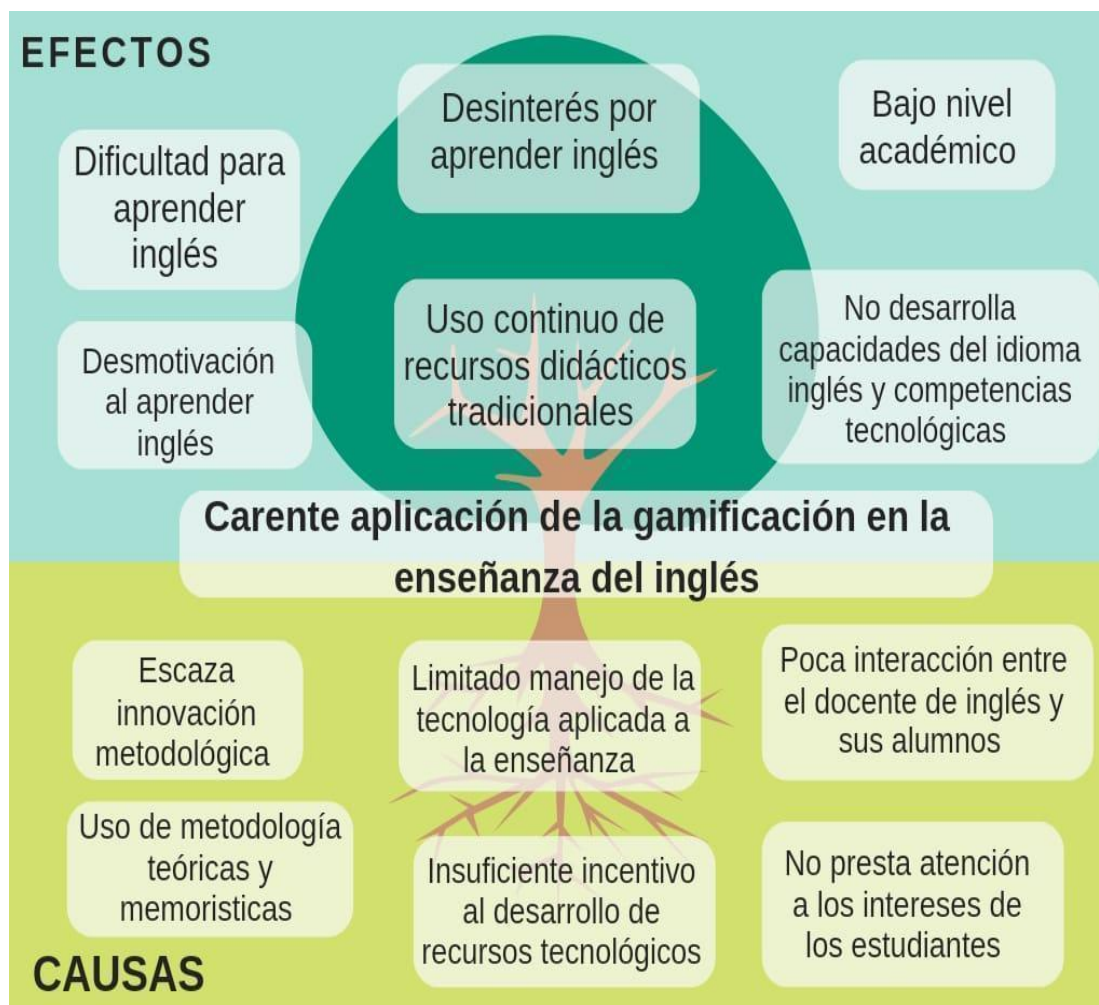 EFECTOS
Desinterés por
aprender inglés
Bajo nivel
académico
Dificultad para
aprender
inglés
Uso continuo de
recursos didácticos
tradicionales
No desarrolla
capacidades del idioma
inglés y competencias
tecnológicas
Desmotivación
al aprender
inglés
Carente aplicación de la gamificación en la
enseñanza del inglés
Escaza
innovación
metodológica
Limitado manejo de la
tecnología aplicada a
la enseñanza
Poca interacción entre
el docente de inglés y
sus alumnos
Uso de metodología
teóricas y
memoristicas
Insuficiente incentivo
al desarrollo de
recursos tecnológicos
No presta atención
a los intereses de
los estudiantes
CAUSAS